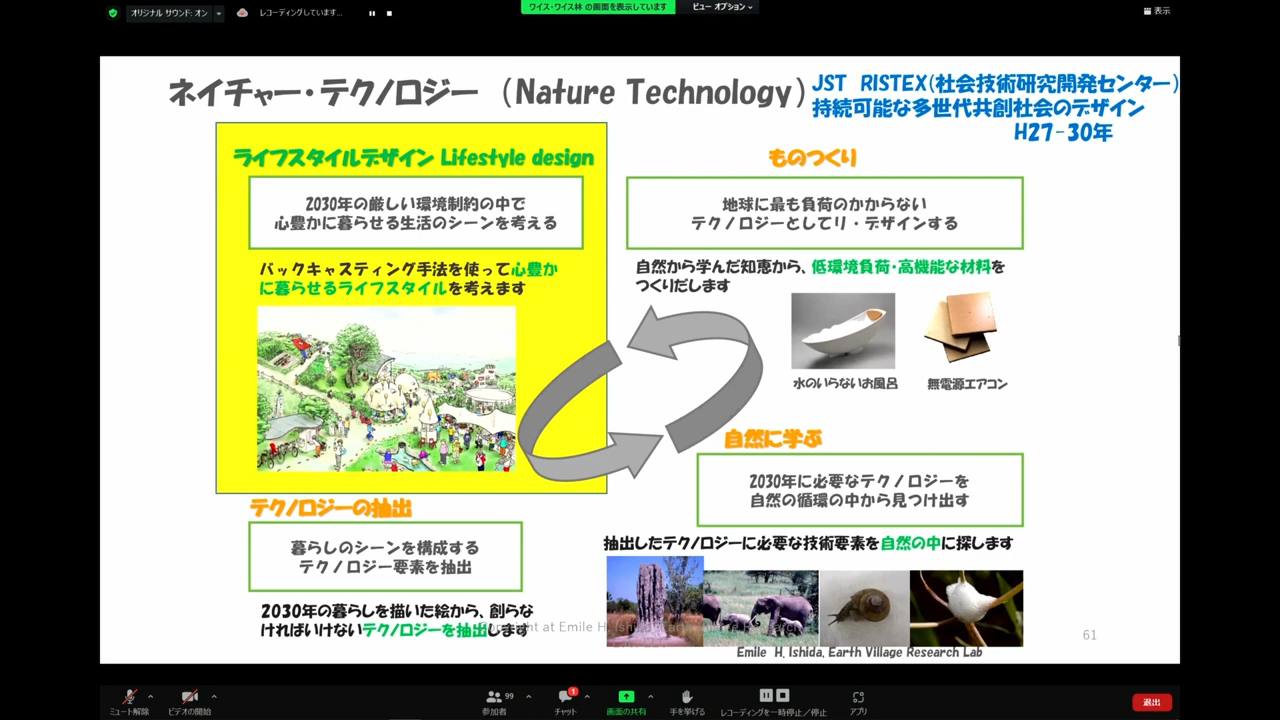 オリジナル サウンド: オン
レコーディングしています...
ワイス・ワイス林 の画面を表示しています
ビュー オプション
表示
ネイチャー・テクノロジー （Nature Technology）
JST RISTEX(社会技術研究開発センター)
持続可能な多世代共創社会のデザイン
H27-30年
ライフスタイルデザイン Lifestyle design
2030年の厳しい環境制約の中で
心豊かに暮らせる生活のシーンを考える
バックキャスティング手法を使って心豊か
に暮らせるライフスタイルを考えます
ものつくり
地球に最も負荷のかからない
テクノロジーとしてリ・デザインする
自然から学んだ知恵から、低環境負荷・高機能な材料を
つくりだします
水のいらないお風呂
無電源エアコン
自然に学ぶ
2030年に必要なテクノロジーを
自然の循環の中から見つけ出す
抽出したテクノロジーに必要な技術要素を自然の中に探します
テクノロジーの抽出
暮らしのシーンを構成する
テクノロジー要素を抽出
2030年の暮らしを描いた絵から、創らな
ければいけないテクノロジーを抽出します
at Emile H.
Emile H.Ishida, Earth Village Research Lab
61
ミュート解除
ビデオの開始
99
参加者
1
チャット
画面の共有
手を挙げる
レコーディングを一時停止／停止
アプリ
退出